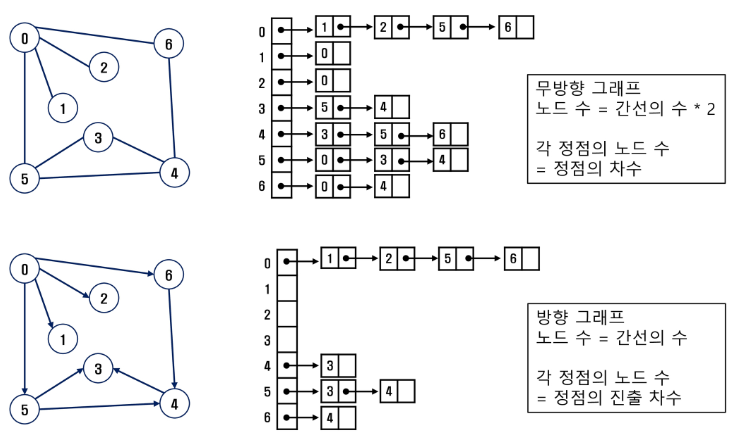 0
6
2
1
3
5
4
0 1 2 5 6
1 0
2 0
3 5 4
4 3 5 6
5 0 3 4
6 0 4
무방향 그래프
노드 수 = 간선의 수 * 2
각 정점의 노드 수
= 정점의 차수
0
6
2
1
3
5
4
0 1 2 5 6
1
2
3
4 3
5 3 4
6 4
방향 그래프
노드 수 = 간선의 수
각 정점의 노드 수
= 정점의 진출 차수